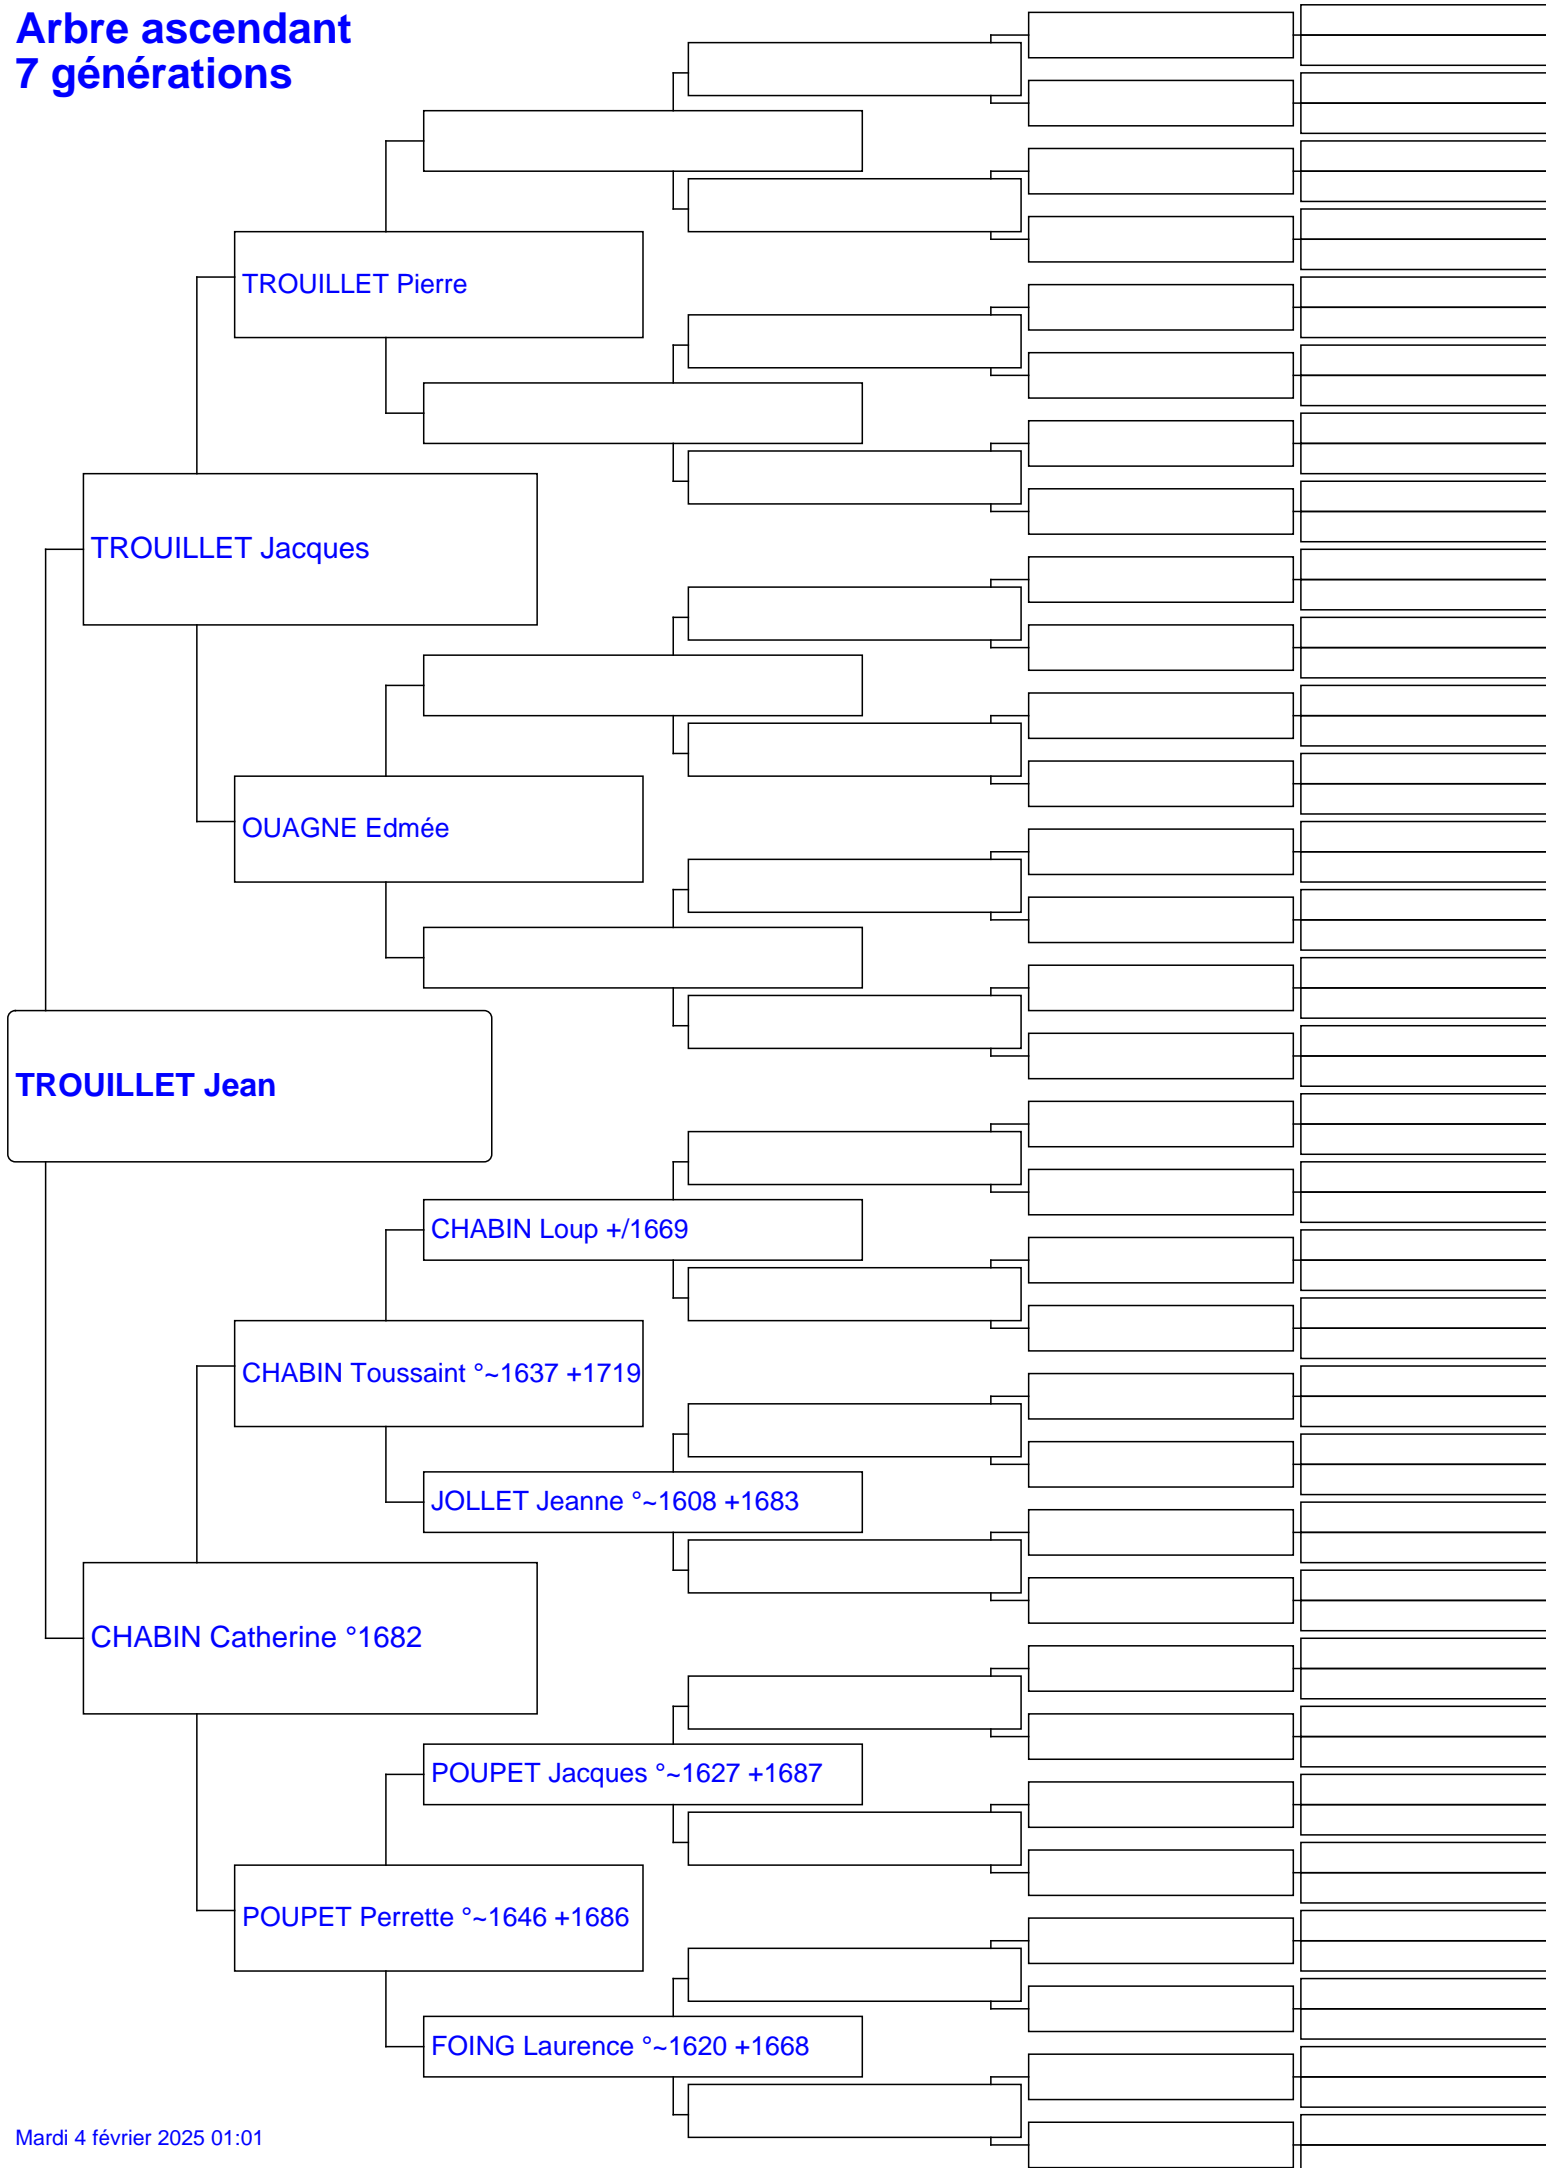 Arbre ascendant
7 générations
TROUILLET Pierre
TROUILLET Jacques
OUAGNE Edmée
TROUILLET Jean
CHABIN Loup +/1669
CHABIN Toussaint °~1637 +1719
JOLLET Jeanne °~1608 +1683
CHABIN Catherine °1682
POUPET Jacques °~1627 +1687
POUPET Perrette °~1646 +1686
FOING Laurence °~1620 +1668
Mardi 4 février 2025 01:01